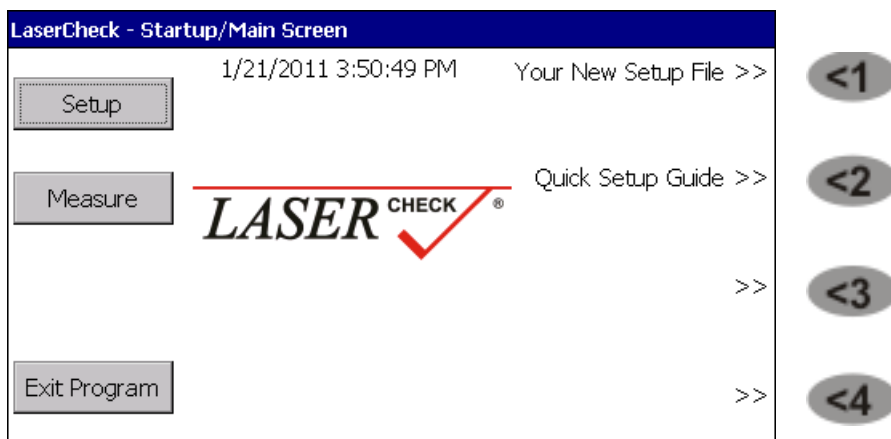 LaserCheck - Startup/Main Screen
1/21/2011 3:50:49 PM
Your New Setup File >>
<1
Setup
Quick Setup Guide >>
<2
Measure
LASER CHECK ®
>>
<3
Exit Program
>>
<4